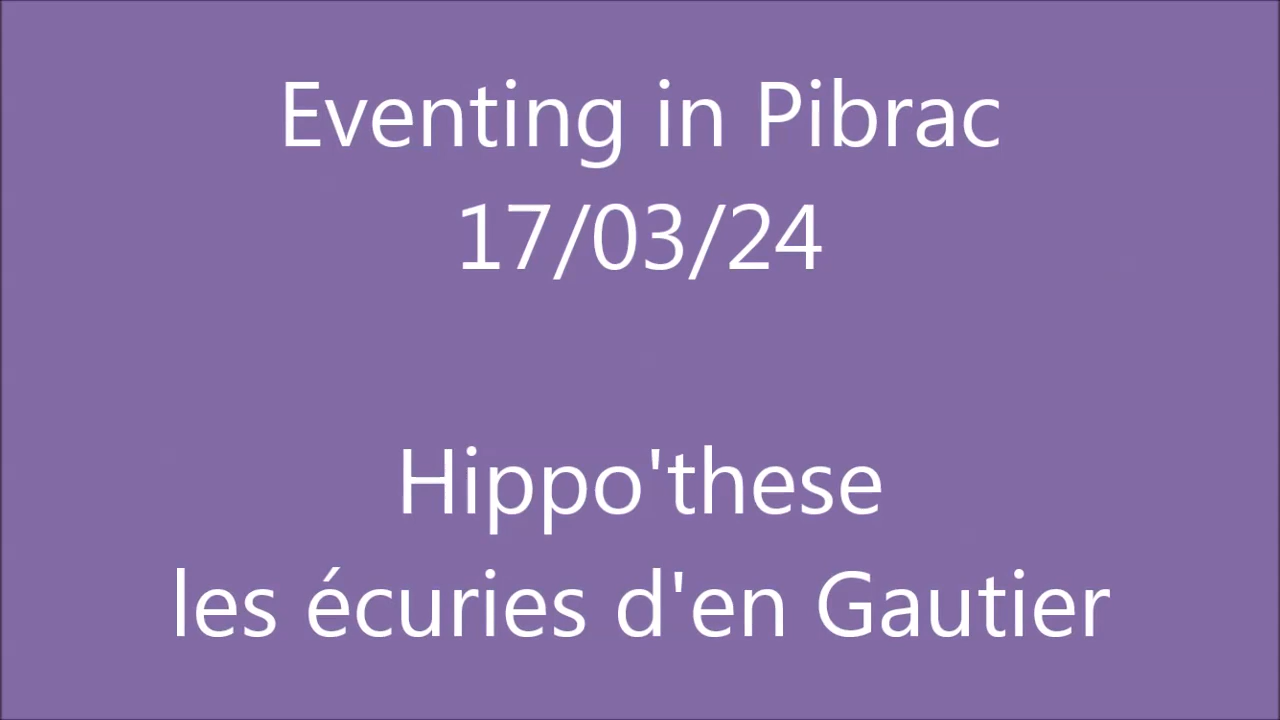 Eventing in Pibrac
17/03/24
Hippo'these
les écuries d'en Gautier